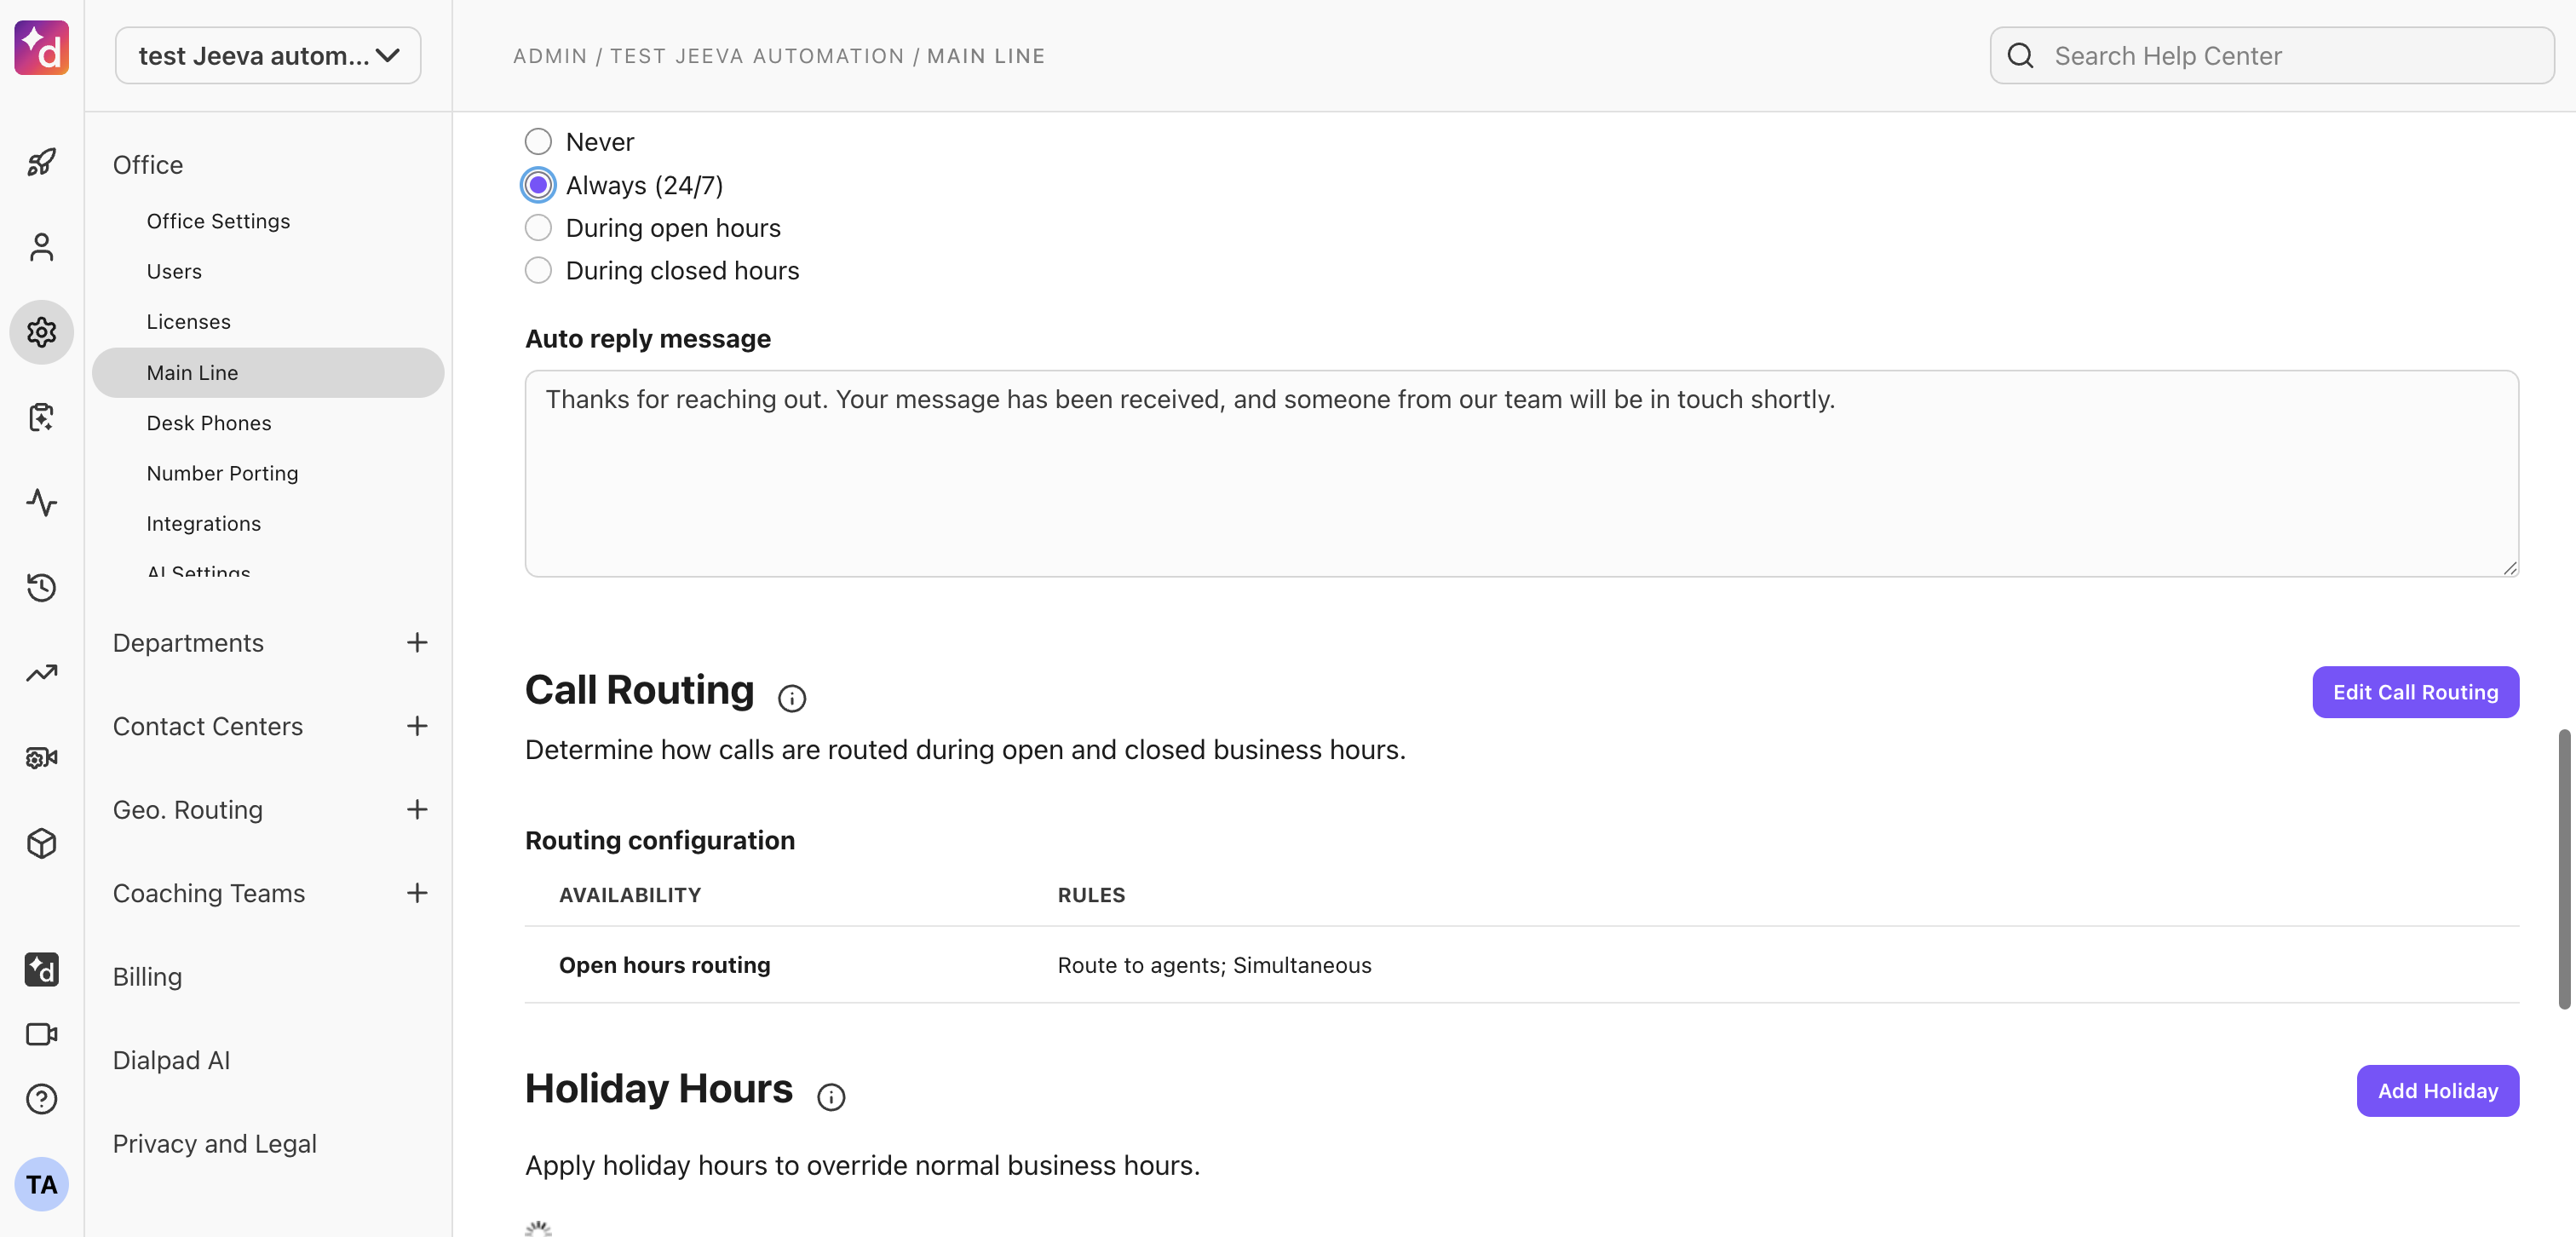 d
test Jeeva autom...
ADMIN / TEST JEEVA AUTOMATION / MAIN LINE
Search Help Center
Office
Office Settings
Users
Licenses
Main Line
Desk Phones
Number Porting
Integrations
AI Settings
Departments
Contact Centers
Geo. Routing
Coaching Teams
Billing
Dialpad AI
Privacy and Legal
d
TA
Never
Always (24/7)
During open hours
During closed hours
Auto reply message
Thanks for reaching out. Your message has been received, and someone from our team will be in touch shortly.
Call Routing
Edit Call Routing
Determine how calls are routed during open and closed business hours.
Routing configuration
AVAILABILITY RULES
Open hours routing Route to agents; Simultaneous
Holiday Hours
Add Holiday
Apply holiday hours to override normal business hours.